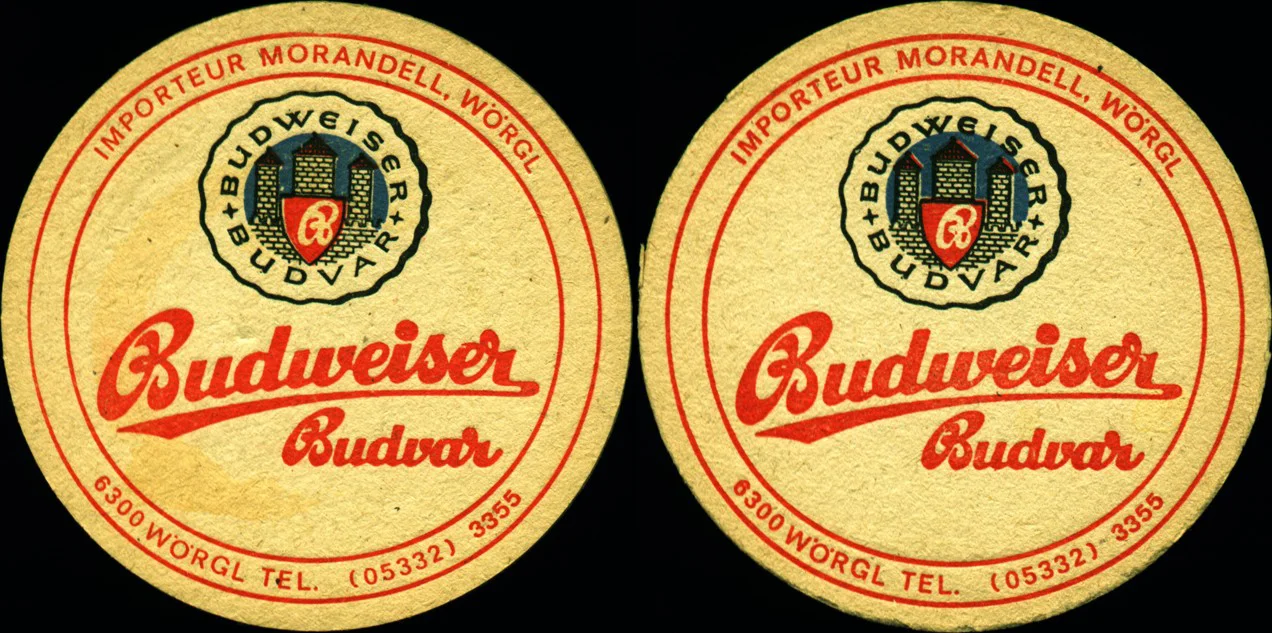 IMPORTEUR MORANDELL, WÖRGL
+ BUDWEISER +
BUDVAR
B
Budweiser
Budvar
6300 WÖRGL TEL. (05332) 3355
IMPORTEUR MORANDELL, WÖRGL
+ BUDWEISER +
BUDVAR
B
Budweiser
Budvar
6300 WÖRGL TEL. (05332) 3355